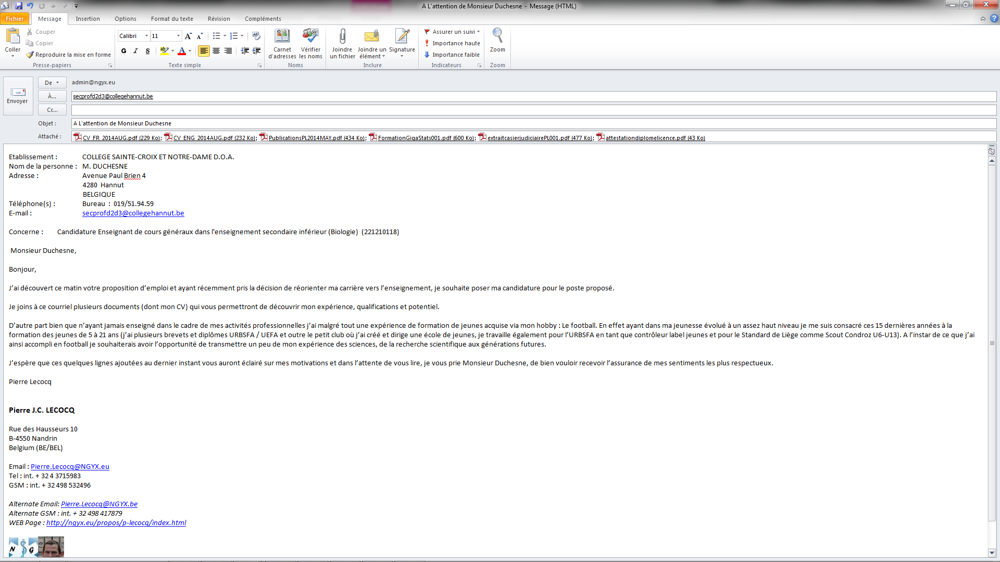 A L'attention de Monsieur Duchesne - Message (HTML)
Fichier Message Insertion Options Format du texte Révision Compléments
Coller
Couper
Copier
Reproduire la mise en forme
Presse-papiers
Calibri 11
G I S
Texte simple
Carnet d'adresses
Vérifier les noms
Noms
Joindre un fichier
Joindre un élément
Signature
Inclure
Assurer un suivi
Importance haute
Importance faible
Indicateurs
Zoom
Zoom
Envoyer
De admin@ngyx.eu
À... secprofd2d3@collegehannut.be
Cc...
Objet : A L'attention de Monsieur Duchesne
Attaché : CV_FR_2014AUG.pdf (229 Ko); CV_ENG_2014AUG.pdf (232 Ko); PublicationsPL2014MAY.pdf (434 Ko); FormationGigaStats001.pdf (600 Ko); extraitcasierjudiciairePL001.pdf (477 Ko); attestationdiplomelicence.pdf (43 Ko)
Etablissement : COLLEGE SAINTE-CROIX ET NOTRE-DAME D.O.A.
Nom de la personne : M. DUCHESNE
Adresse : Avenue Paul Brien 4
4280 Hannut
BELGIQUE
Téléphone(s) : Bureau : 019/51.94.59
E-mail : secprofd2d3@collegehannut.be
Concerne : Candidature Enseignant de cours généraux dans l'enseignement secondaire inférieur (Biologie) (221210118)
Monsieur Duchesne,
Bonjour,
J’ai découvert ce matin votre proposition d’emploi et ayant récemment pris la décision de réorienter ma carrière vers l’enseignement, je souhaite poser ma candidature pour le poste proposé.
Je joins à ce courriel plusieurs documents (dont mon CV) qui vous permettront de découvrir mon expérience, qualifications et potentiel.
D’autre part bien que n’ayant jamais enseigné dans le cadre de mes activités professionnelles j’ai malgré tout une expérience de formation de jeunes acquise via mon hobby : Le football. En effet ayant dans ma jeunesse évolué à un assez haut niveau je me suis consacré ces 15 dernières années à la
formation des jeunes de 5 à 21 ans (j’ai plusieurs brevets et diplômes URBSFA / UEFA et outre le petit club où j’ai créé et dirige une école de jeunes, je travaille également pour l’URBSFA en tant que contrôleur label jeunes et pour le Standard de Liège comme Scout Condroz U6-U13). A l’instar de ce que j’ai
ainsi accompli en football je souhaiterais avoir l’opportunité de transmettre un peu de mon expérience des sciences, de la recherche scientifique aux générations futures.
J’espère que ces quelques lignes ajoutées au dernier instant vous auront éclairé sur mes motivations et dans l’attente de vous lire, je vous prie Monsieur Duchesne, de bien vouloir recevoir l’assurance de mes sentiments les plus respectueux.
Pierre Lecocq
Pierre J.C. LECOCQ
Rue des Hausseurs 10
B-4550 Nandrin
Belgium (BE/BEL)
Email : Pierre.Lecocq@NGYX.eu
Tel : int. + 32 4 3715983
GSM : int. + 32 498 532496
Alternate Email: Pierre.Lecocq@NGYX.be
Alternate GSM : int. + 32 498 417879
WEB Page : http://ngyx.eu/propos/p-lecocq/index.html
N G